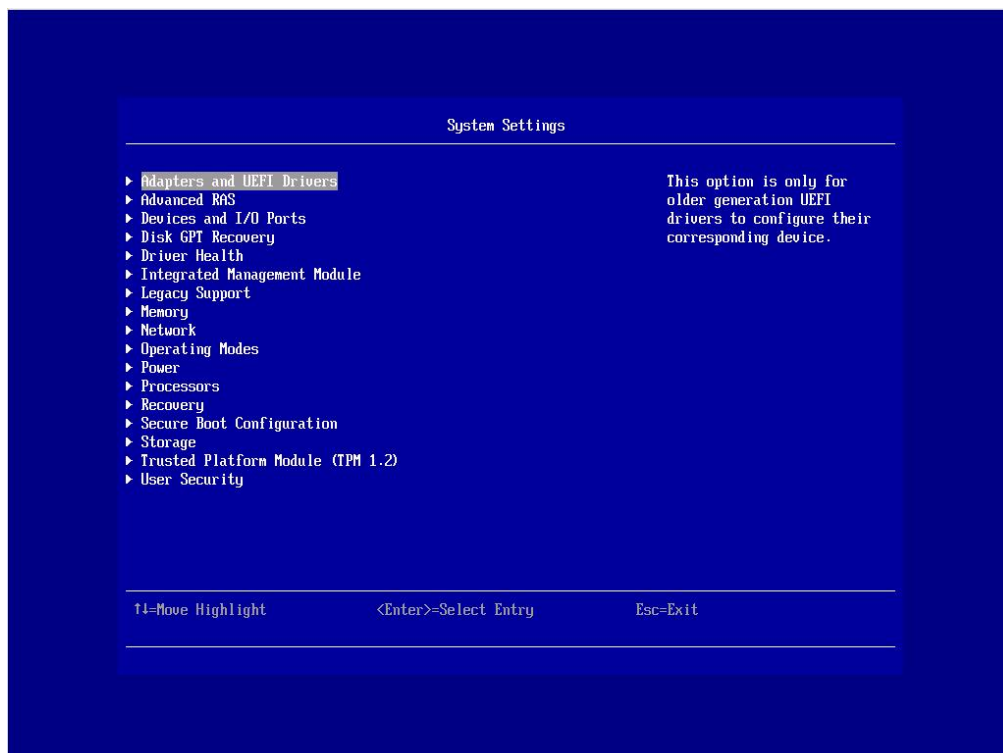 System Settings
Adapters and UEFI Drivers
Advanced RAS
Devices and I/O Ports
Disk GPT Recovery
Driver Health
Integrated Management Module
Legacy Support
Memory
Network
Operating Modes
Power
Processors
Recovery
Secure Boot Configuration
Storage
Trusted Platform Module (TPM 1.2)
User Security
This option is only for
older generation UEFI
drivers to configure their
corresponding device.
↑↓=Move Highlight <Enter>=Select Entry Esc=Exit